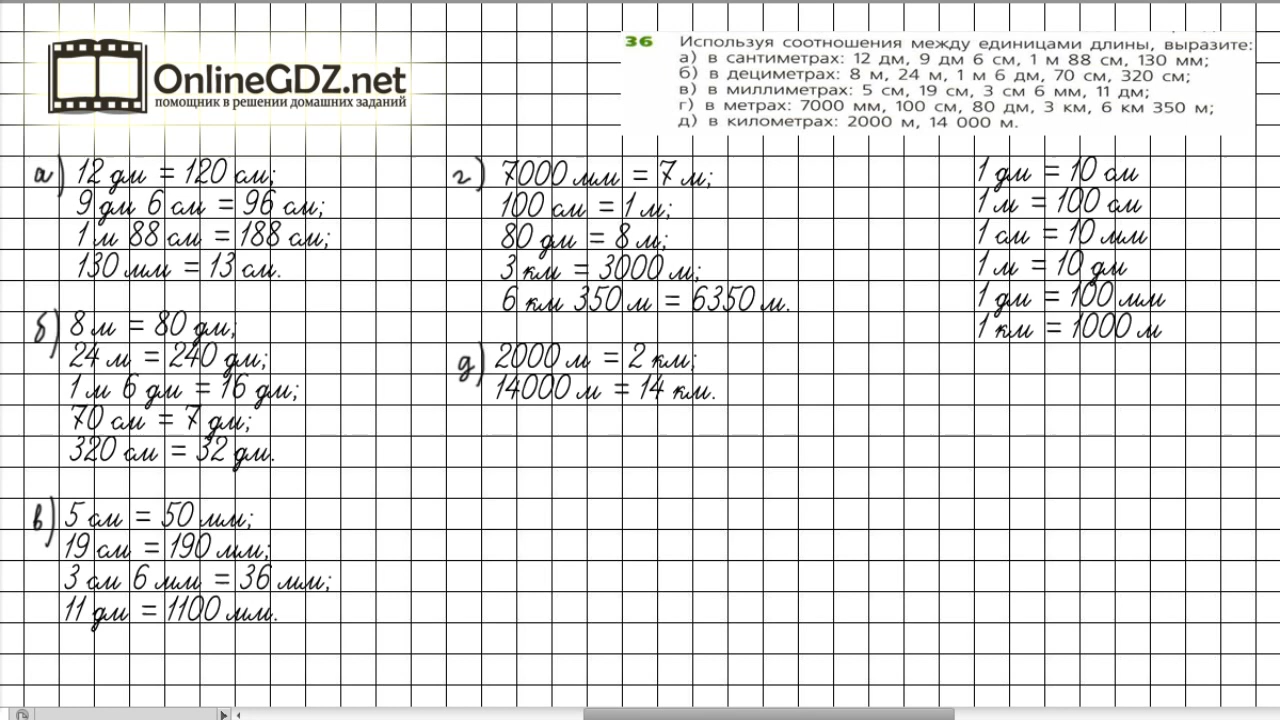 OnlineGDZ.net
помощник в решении домашних заданий
36 Используя соотношения между единицами длины, выразите:
а) в сантиметрах: 12 дм, 9 дм 6 см, 1 м 88 см, 130 мм;
б) в дециметрах: 8 м, 24 м, 1 м 6 дм, 70 см, 320 см;
в) в миллиметрах: 5 см, 19 см, 3 см 6 мм, 11 дм;
г) в метрах: 7000 мм, 100 см, 80 дм, 3 км, 6 км 350 м;
д) в километрах: 2000 м, 14 000 м.
а) 12 дм = 120 см;
9 дм 6 см = 96 см;
1 м 88 см = 188 см;
130 мм = 13 см.
б) 8 м = 80 дм;
24 м = 240 дм;
1 м 6 дм = 16 дм;
70 см = 7 дм;
320 см = 32 дм.
в) 5 см = 50 мм;
19 см = 190 мм;
3 см 6 мм = 36 мм;
11 дм = 1100 мм.
г) 7000 мм = 7 м;
100 см = 1 м;
80 дм = 8 м;
3 км = 3000 м;
6 км 350 м = 6350 м.
д) 2000 м = 2 км;
14000 м = 14 км.
1 дм = 10 см
1 м = 100 см
1 см = 10 мм
1 м = 10 дм
1 дм = 100 мм
1 км = 1000 м